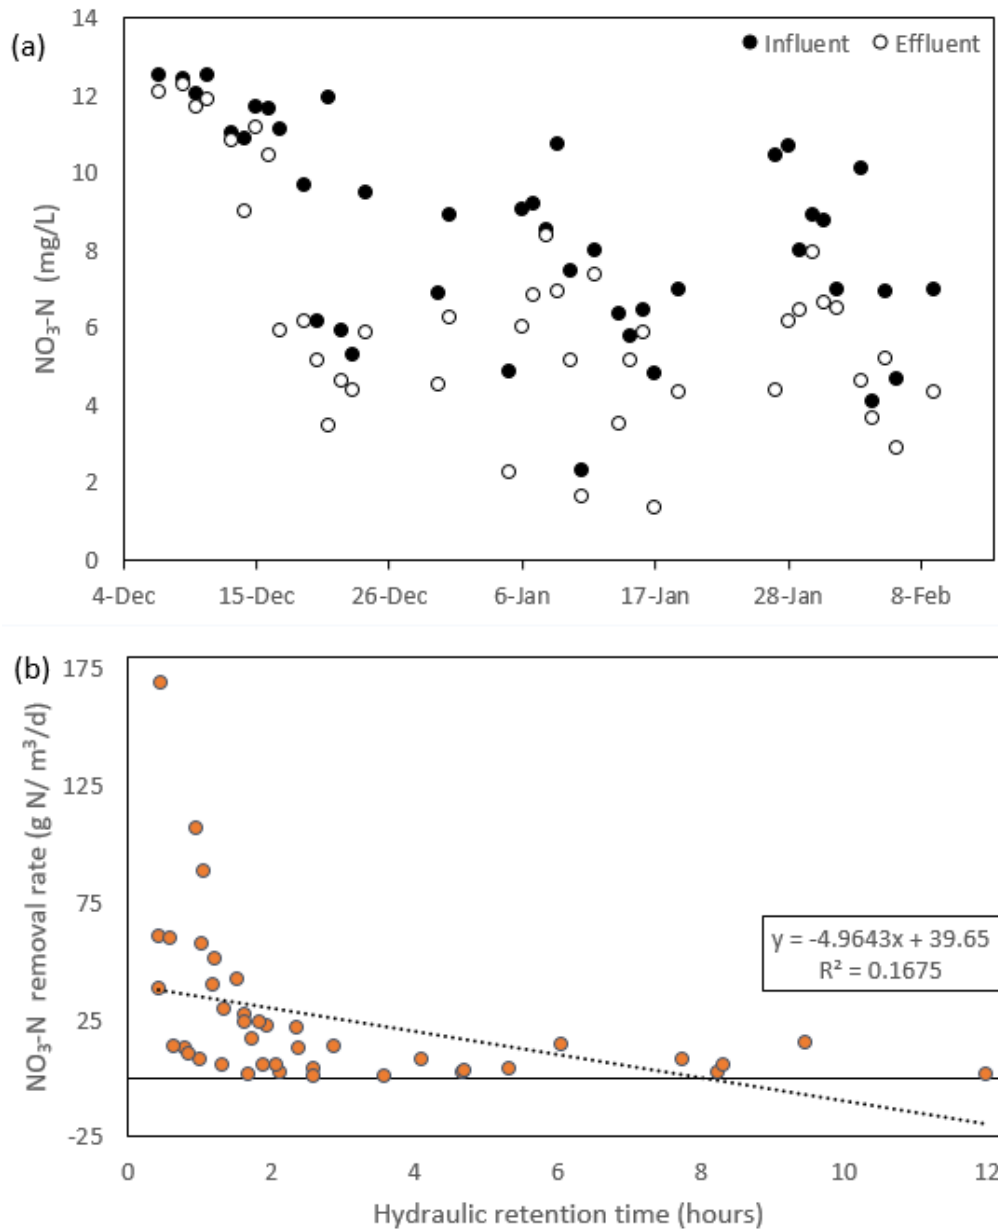 (a)
Influent Effluent
NO₃-N (mg/L)
14
12
10
8
6
4
2
0
4-Dec 15-Dec 26-Dec 6-Jan 17-Jan 28-Jan 8-Feb
(b)
NO₃-N removal rate (g N/ m³/d)
175
125
75
25
-25
y = -4.9643x + 39.65
R² = 0.1675
0 2 4 6 8 10 12
Hydraulic retention time (hours)